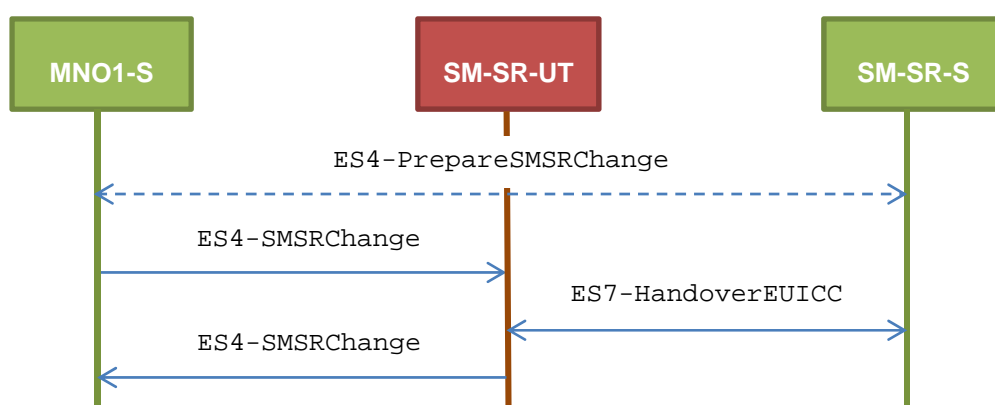 MNO1-S
SM-SR-UT
SM-SR-S
ES4-PrepareSMSRChange
ES4-SMSRChange
ES7-HandoverEUICC
ES4-SMSRChange